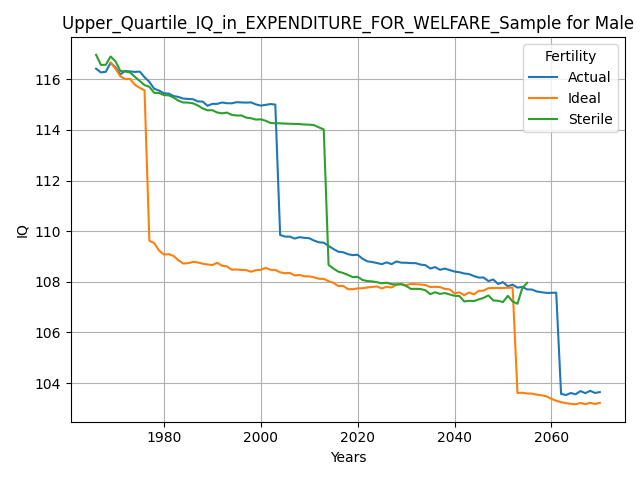 Upper_Quartile_IQ_in_EXPENDITURE_FOR_WELFARE_Sample for Male
Fertility
Actual
Ideal
Sterile
116
114
112
110
108
106
104
IQ
1980
2000
2020
2040
2060
Years